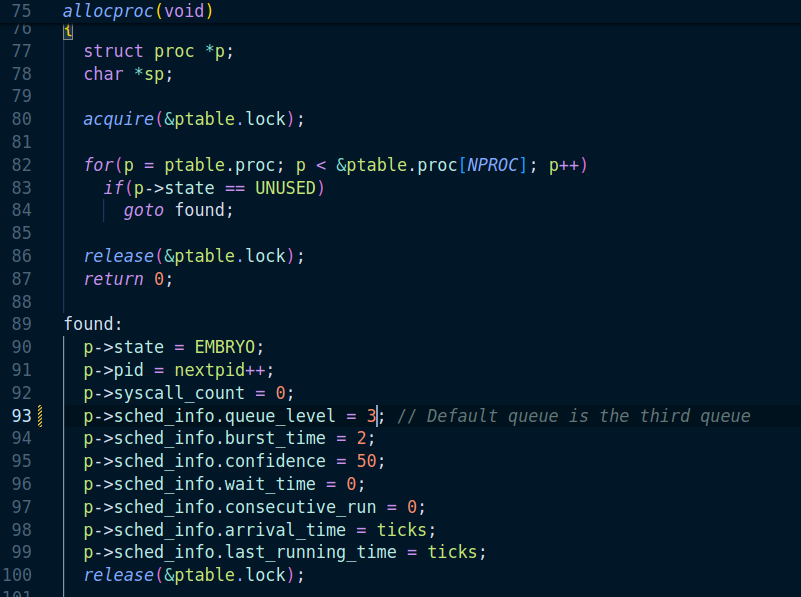 75 allocproc(void)
76 {
77 struct proc *p;
78 char *sp;
79
80 acquire(&ptable.lock);
81
82 for(p = ptable.proc; p < &ptable.proc[NPROC]; p++)
83 if(p->state == UNUSED)
84 goto found;
85
86 release(&ptable.lock);
87 return 0;
88
89 found:
90 p->state = EMBRYO;
91 p->pid = nextpid++;
92 p->syscall_count = 0;
93 p->sched_info.queue_level = 3; // Default queue is the third queue
94 p->sched_info.burst_time = 2;
95 p->sched_info.confidence = 50;
96 p->sched_info.wait_time = 0;
97 p->sched_info.consecutive_run = 0;
98 p->sched_info.arrival_time = ticks;
99 p->sched_info.last_running_time = ticks;
100 release(&ptable.lock);
101